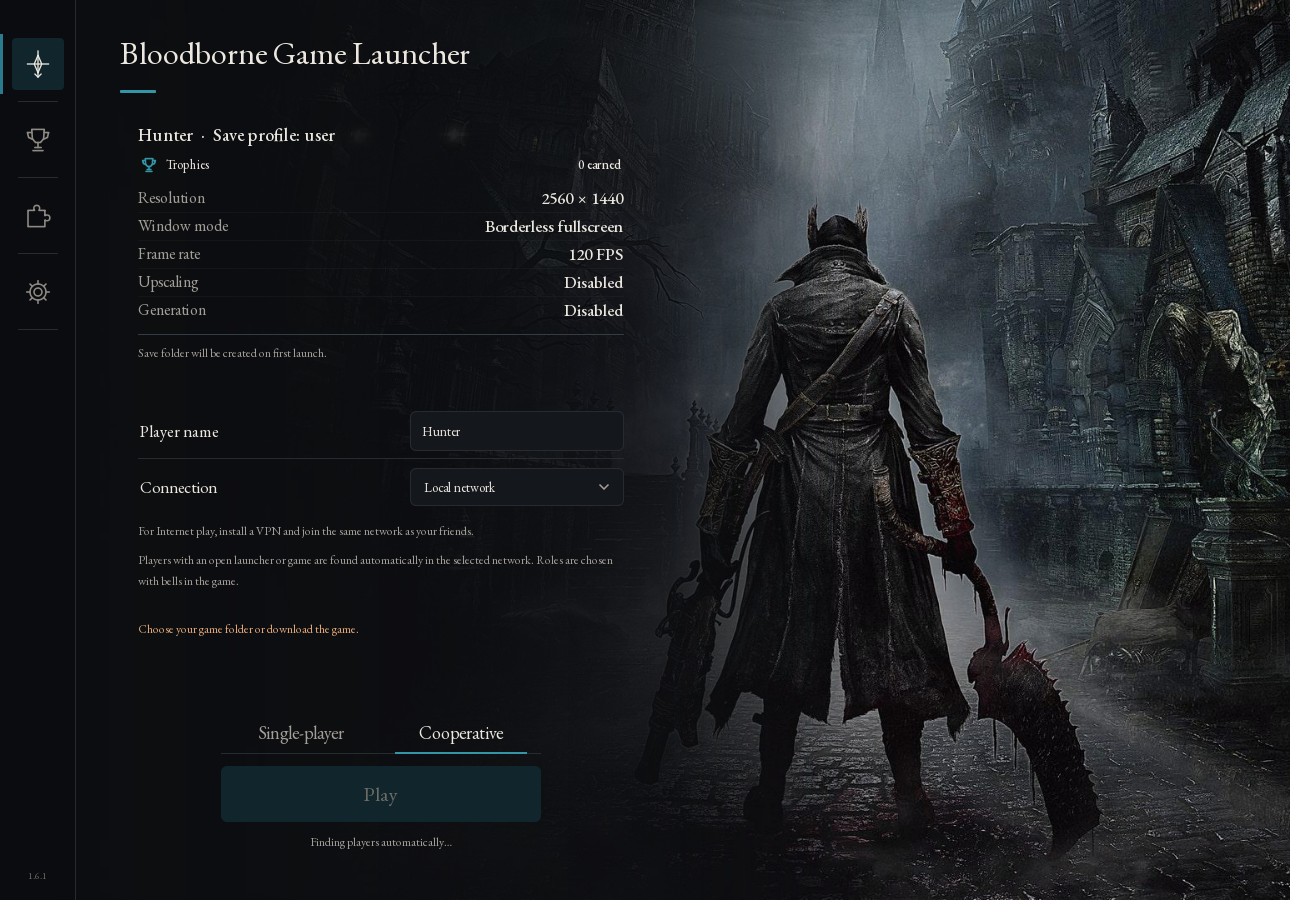 Bloodborne Game Launcher
Hunter · Save profile: user
Trophies 0 earned
Resolution 2560 × 1440
Window mode Borderless fullscreen
Frame rate 120 FPS
Upscaling Disabled
Generation Disabled
Save folder will be created on first launch.
Player name Hunter
Connection Local network
For Internet play, install a VPN and join the same network as your friends.
Players with an open launcher or game are found automatically in the selected network. Roles are chosen
with bells in the game.
Choose your game folder or download the game.
Single-player Cooperative
Play
Finding players automatically...
1.6.1